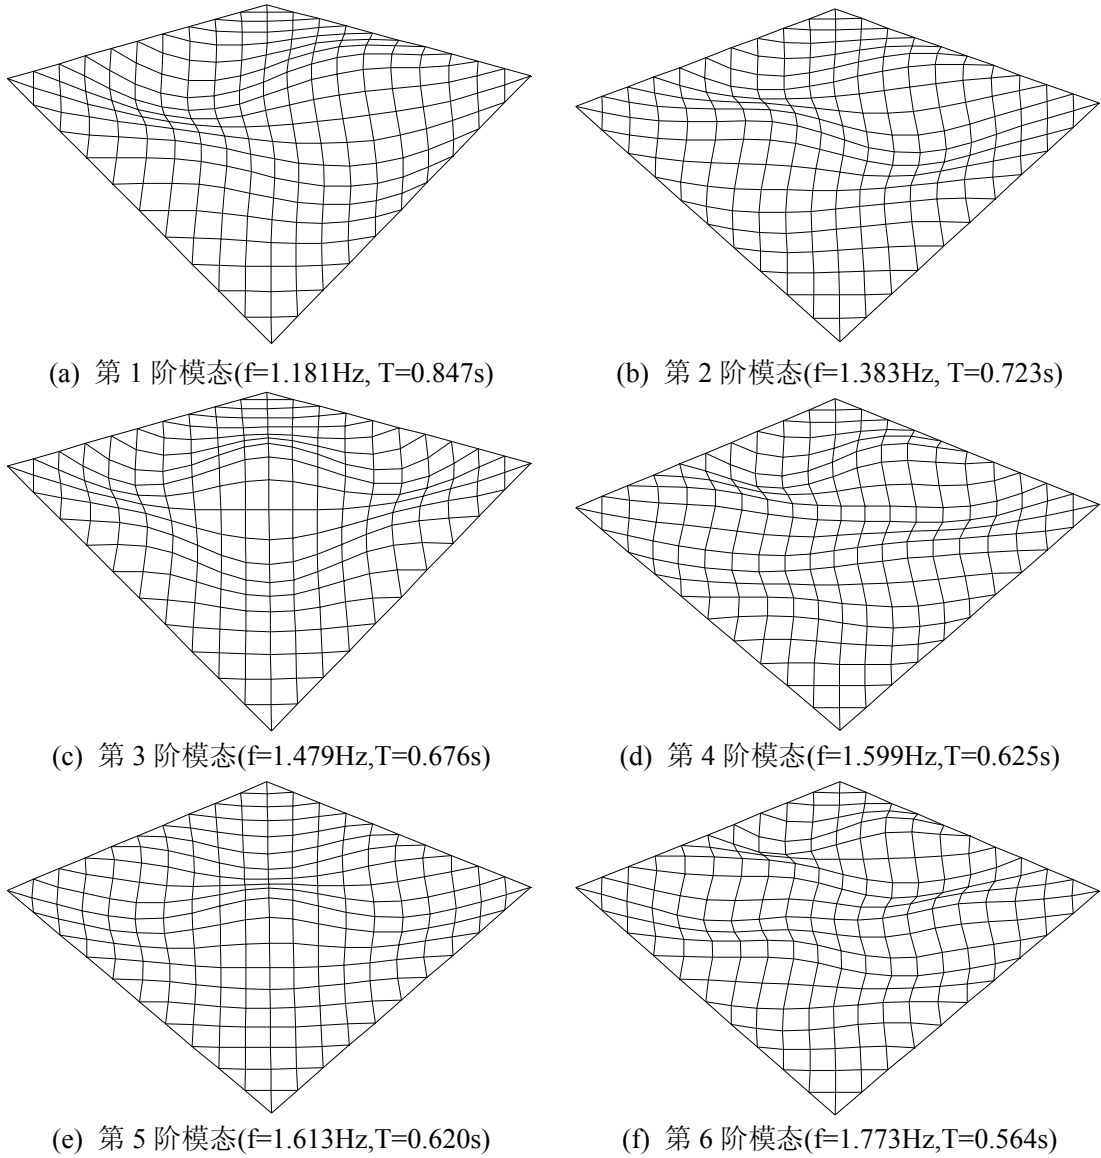 (a) 第 1 阶模态(f=1.181Hz, T=0.847s)
(b) 第 2 阶模态(f=1.383Hz, T=0.723s)
(c) 第 3 阶模态(f=1.479Hz,T=0.676s)
(d) 第 4 阶模态(f=1.599Hz,T=0.625s)
(e) 第 5 阶模态(f=1.613Hz,T=0.620s)
(f) 第 6 阶模态(f=1.773Hz,T=0.564s)